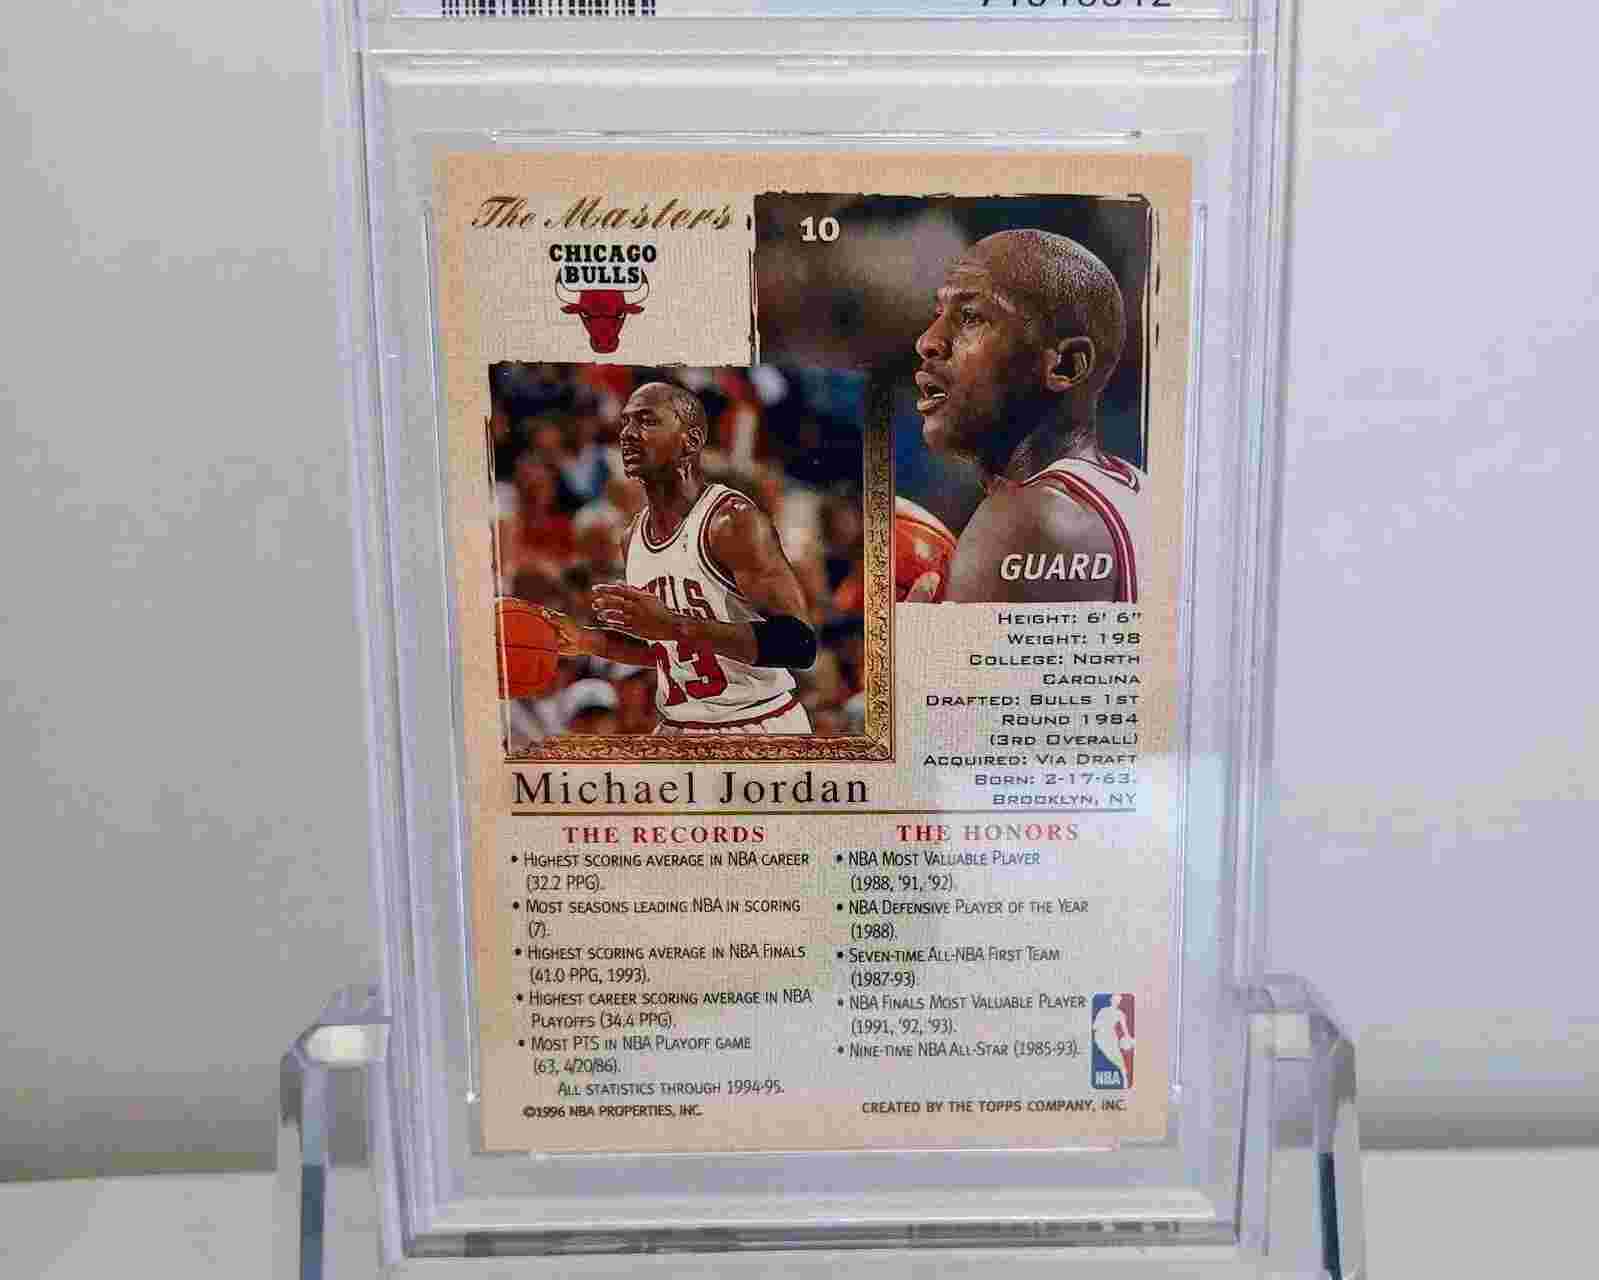 The Masters
CHICAGO
BULLS
10
GUARD
HEIGHT: 6' 6"
WEIGHT: 198
COLLEGE: NORTH
CAROLINA
DRAFTED: BULLS 1ST
ROUND 1984
(3RD OVERALL)
ACQUIRED: VIA DRAFT
BORN: 2-17-63,
BROOKLYN, NY
Michael Jordan
THE RECORDS
• HIGHEST SCORING AVERAGE IN NBA CAREER
(32.2 PPG).
• MOST SEASONS LEADING NBA IN SCORING
(7).
• HIGHEST SCORING AVERAGE IN NBA FINALS
(41.0 PPG, 1993).
• HIGHEST CAREER SCORING AVERAGE IN NBA
PLAYOFFS (34.4 PPG).
• MOST PTS IN NBA PLAYOFF GAME
(63, 4/20/86).
ALL STATISTICS THROUGH 1994-95.
©1996 NBA PROPERTIES, INC.
THE HONORS
• NBA MOST VALUABLE PLAYER
(1988, '91, '92).
• NBA DEFENSIVE PLAYER OF THE YEAR
(1988).
• SEVEN-TIME ALL-NBA FIRST TEAM
(1987-93).
• NBA FINALS MOST VALUABLE PLAYER
(1991, '92, '93).
• NINE-TIME NBA ALL-STAR (1985-93).
NBA
CREATED BY THE TOPPS COMPANY, INC.